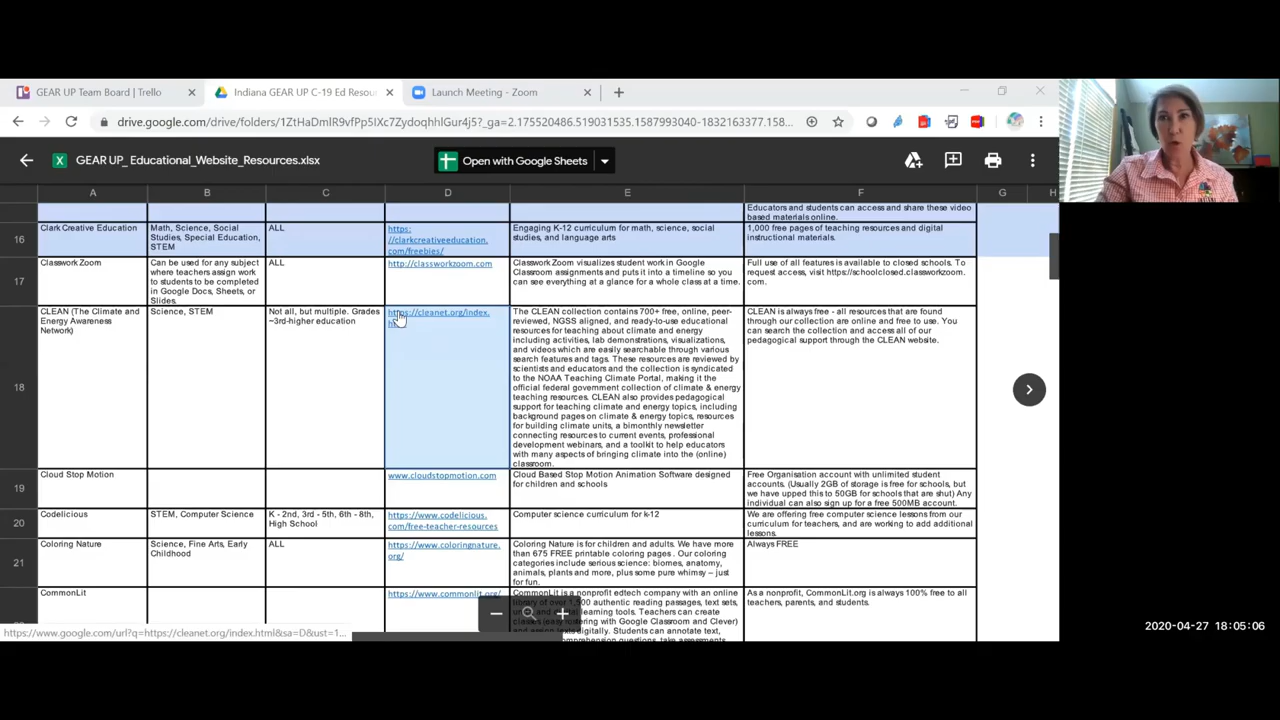 GEAR UP Team Board | Trello
Indiana GEAR UP C-19 Ed Resou
Launch Meeting - Zoom
drive.google.com/drive/folders/1ZtHaDmlR9vfPp5IXc7ZydoqhhlGur4j5?_ga=2.175520486.519031535.1587993040-1832163377.158...
GEAR UP_Educational_Website_Resources.xlsx
Open with Google Sheets
A B C D E F G H
Educators and students can access and share these video
based materials online.
16
Clark Creative Education
Math, Science, Social
Studies, Special Education,
STEM
ALL
https:
//clarkcreativeeducation.
com/freebies/
Engaging K-12 curriculum for math, science, social
studies, and language arts
1,000 free pages of teaching resources and digital
instructional materials.
17
Classwork Zoom
Can be used for any subject
where teachers assign work
to students to be completed
in Google Docs, Sheets, or
Slides.
ALL
http://classworkzoom.com
Classwork Zoom visualizes student work in Google
Classroom assignments and puts it into a timeline so you
can see everything at a glance for a whole class at a time.
Full use of all features is available to closed schools. To
request access, visit https://schoolclosed.classworkzoom.
com.
18
CLEAN (The Climate and
Energy Awareness
Network)
Science, STEM
Not all, but multiple. Grades
~3rd-higher education
https://cleanet.org/index.
The CLEAN collection contains 700+ free, online, peer-
reviewed, NGSS aligned, and ready-to-use educational
resources for teaching about climate and energy
including activities, lab demonstrations, visualizations,
and videos which are easily searchable through various
search features and tags. These resources are reviewed by
scientists and educators and the collection is syndicated
to the NOAA Teaching Climate Portal, making it the
official federal government collection of climate & energy
teaching resources. CLEAN also provides pedagogical
support for teaching climate and energy topics, including
background pages on climate & energy topics, resources
for building climate units, a bimonthly newsletter
connecting resources to current events, professional
development webinars, and a toolkit to help educators
with many aspects of bringing climate into the (online)
classroom.
CLEAN is always free - all resources that are found
through our collection are online and free to use. You
can search the collection and access all of our
pedagogical support through the CLEAN website.
19
Cloud Stop Motion
www.cloudstopmotion.com
Cloud Based Stop Motion Animation Software designed
for children and schools
Free Organisation account with unlimited student
accounts. (Usually 2GB of storage is free for schools, but
we have upped this to 50GB for schools that are shut) Any
individual can also sign up for a free 500MB account.
20
Codelicious
STEM, Computer Science
K - 2nd, 3rd - 5th, 6th - 8th,
High School
https://www.codelicious.
com/free-teacher-resources
Computer science curriculum for k-12
We are offering free computer science lessons from our
curriculum for teachers, and are working to add additional
lessons.
21
Coloring Nature
Science, Fine Arts, Early
Childhood
ALL
https://www.coloringnature.
org/
Coloring Nature is for children and adults. We have more
than 675 FREE printable coloring pages . Our coloring
categories include serious science: biomes, anatomy,
animals, plants and more, plus some pure whimsy – just
for fun.
Always FREE
CommonLit
https://www.commonlit.org/
CommonLit is a nonprofit edtech company with an online
authentic reading passages, text sets,
learning tools. Teachers can create
with Google Classroom and Clever)
digitally. Students can annotate text,
questions, take assessments
As a nonprofit, CommonLit.org is always 100% free to all
teachers, parents, and students.
https://www.google.com/url?q=https://cleanet.org/index.html&sa=D&ust=1...
2020-04-27 18:05:06